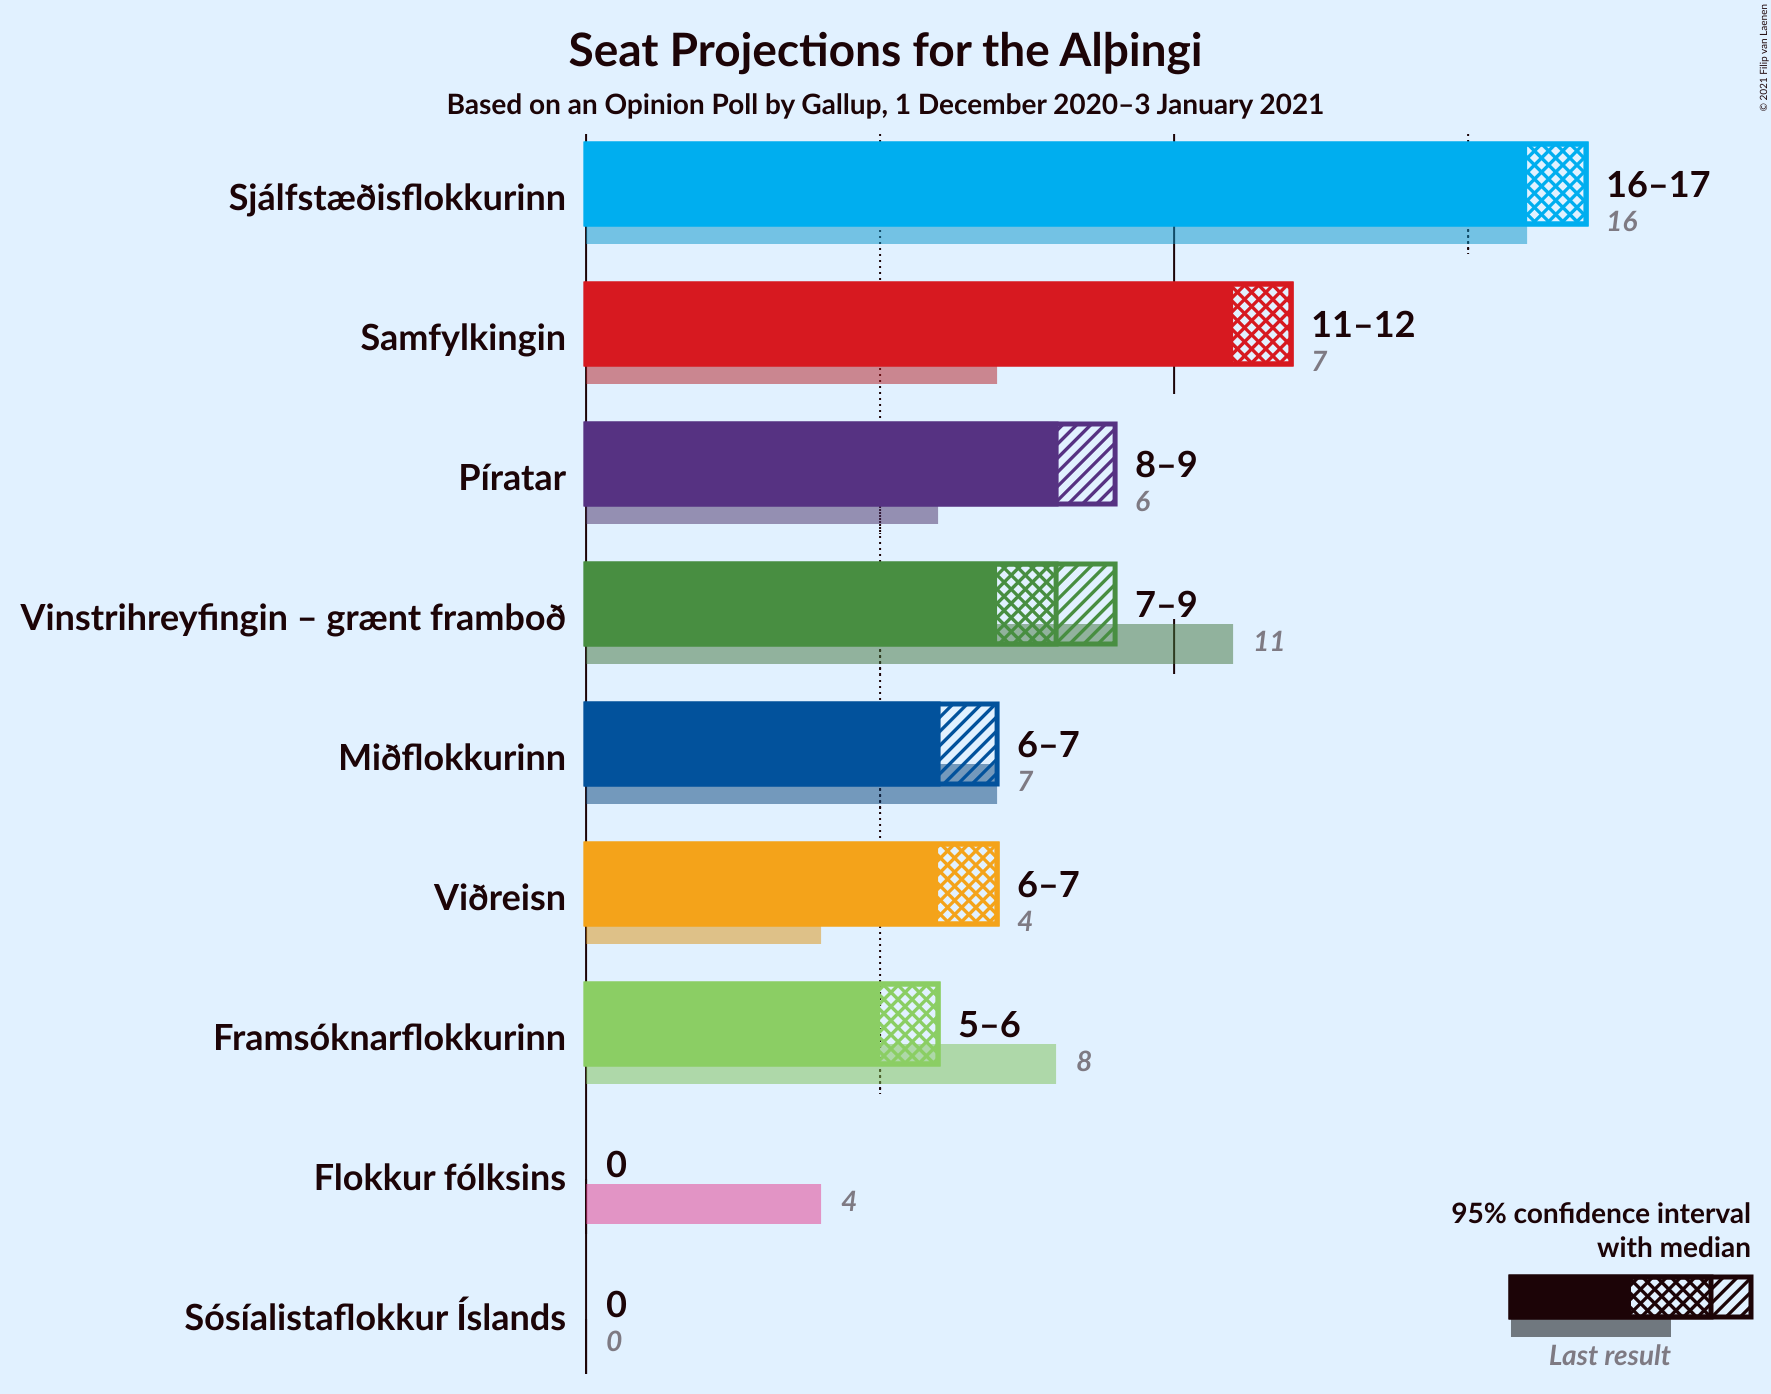 Seat Projections for the Alþingi
Based on an Opinion Poll by Gallup, 1 December 2020–3 January 2021
© 2021 Filip van Laenen
Sjálfstæðisflokkurinn
16–17
16
Samfylkingin
11–12
7
Píratar
8–9
6
Vinstrihreyfingin – grænt framboð
7–9
11
Miðflokkurinn
6–7
7
Viðreisn
6–7
4
Framsóknarflokkurinn
5–6
8
Flokkur fólksins
0
4
Sósíalistaflokkur Íslands
0
0
95% confidence interval
with median
Last result